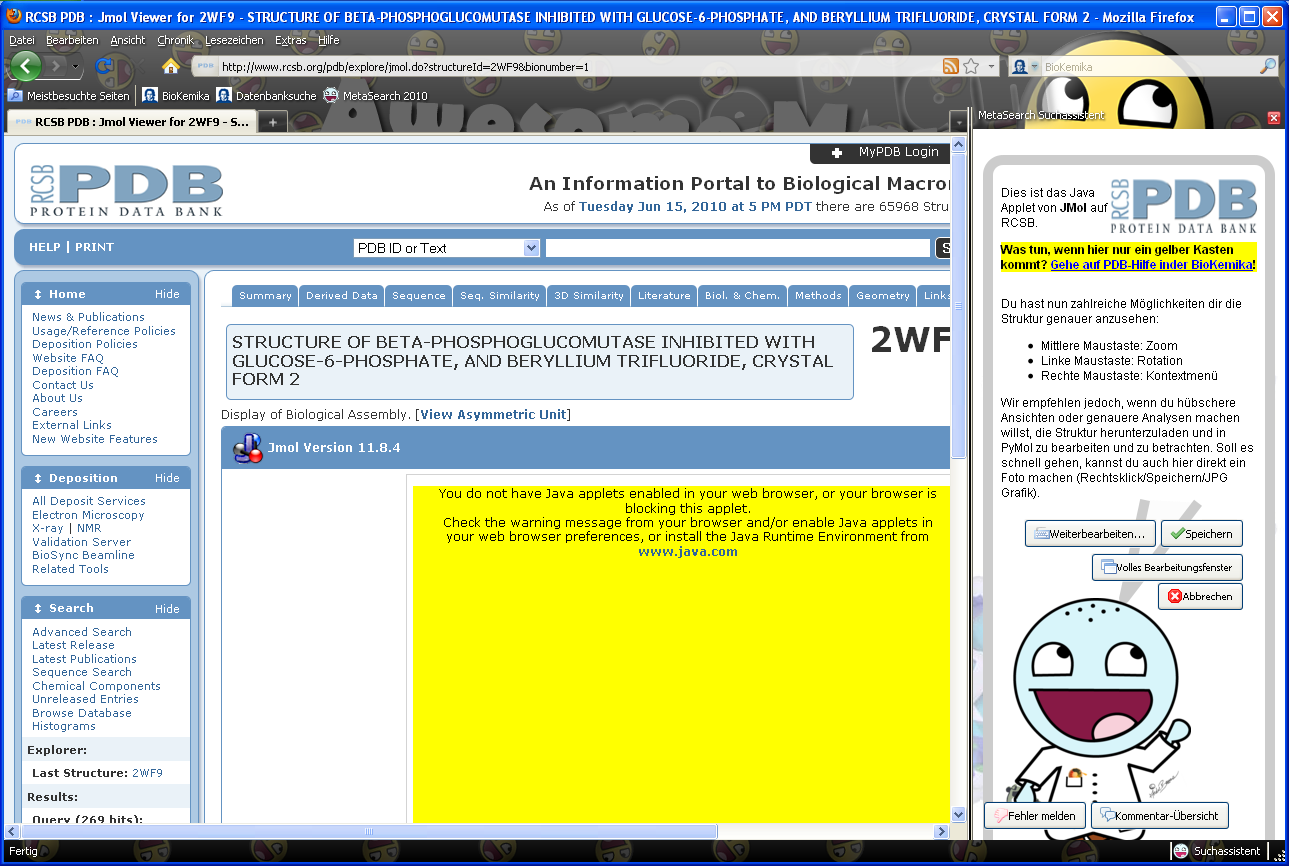 RCSB PDB : Jmol Viewer for 2WF9 - STRUCTURE OF BETA-PHOSPHOGLUCOMUTASE INHIBITED WITH GLUCOSE-6-PHOSPHATE, AND BERYLLIUM TRIFLUORIDE, CRYSTAL FORM 2 - Mozilla Firefox
Datei Bearbeiten Ansicht Chronik Lesezeichen Extras Hilfe
http://www.rcsb.org/pdb/explore/jmol.do?structureId=2WF9&bionumber=1
BioKemika
Meistbesuchte Seiten BioKemika Datenbanksuche MetaSearch 2010
RCSB PDB : Jmol Viewer for 2WF9 - S...
Awesome M
MyPDB Login
RCSB PDB
PROTEIN DATA BANK
An Information Portal to Biological Macro
As of Tuesday Jun 15, 2010 at 5 PM PDT there are 65968 Stru
HELP | PRINT
PDB ID or Text
S
Home Hide
News & Publications
Usage/Reference Policies
Deposition Policies
Website FAQ
Deposition FAQ
Contact Us
About Us
Careers
External Links
New Website Features
Deposition Hide
All Deposit Services
Electron Microscopy
X-ray | NMR
Validation Server
BioSync Beamline
Related Tools
Search Hide
Advanced Search
Latest Release
Latest Publications
Sequence Search
Chemical Components
Unreleased Entries
Browse Database
Histograms
Explorer:
Last Structure: 2WF9
Results:
Query (269 hits):
Summary Derived Data Sequence Seq. Similarity 3D Similarity Literature Biol. & Chem. Methods Geometry Links
STRUCTURE OF BETA-PHOSPHOGLUCOMUTASE INHIBITED WITH
GLUCOSE-6-PHOSPHATE, AND BERYLLIUM TRIFLUORIDE, CRYSTAL
FORM 2
2WF
Display of Biological Assembly. [View Asymmetric Unit]
Jmol Version 11.8.4
You do not have Java applets enabled in your web browser, or your browser is
blocking this applet.
Check the warning message from your browser and/or enable Java applets in
your web browser preferences, or install the Java Runtime Environment from
www.java.com
MetaSearch Suchassistent
RCSB PDB
PROTEIN DATA BANK
Dies ist das Java
Applet von JMol auf
RCSB.
Was tun, wenn hier nur ein gelber Kasten
kommt? Gehe auf PDB-Hilfe inder BioKemika!
Du hast nun zahlreiche Möglichkeiten dir die
Struktur genauer anzusehen:
• Mittlere Maustaste: Zoom
• Linke Maustaste: Rotation
• Rechte Maustaste: Kontextmenü
Wir empfehlen jedoch, wenn du hübschere
Ansichten oder genauere Analysen machen
willst, die Struktur herunterzuladen und in
PyMol zu bearbeiten und zu betrachten. Soll es
schnell gehen, kannst du auch hier direkt ein
Foto machen (Rechtsklick/Speichern/JPG
Grafik).
Weiterbearbeiten... Speichern
Volles Bearbeitungsfenster
Abbrechen
Fehler melden Kommentar-Übersicht
Fertig
Suchassistent